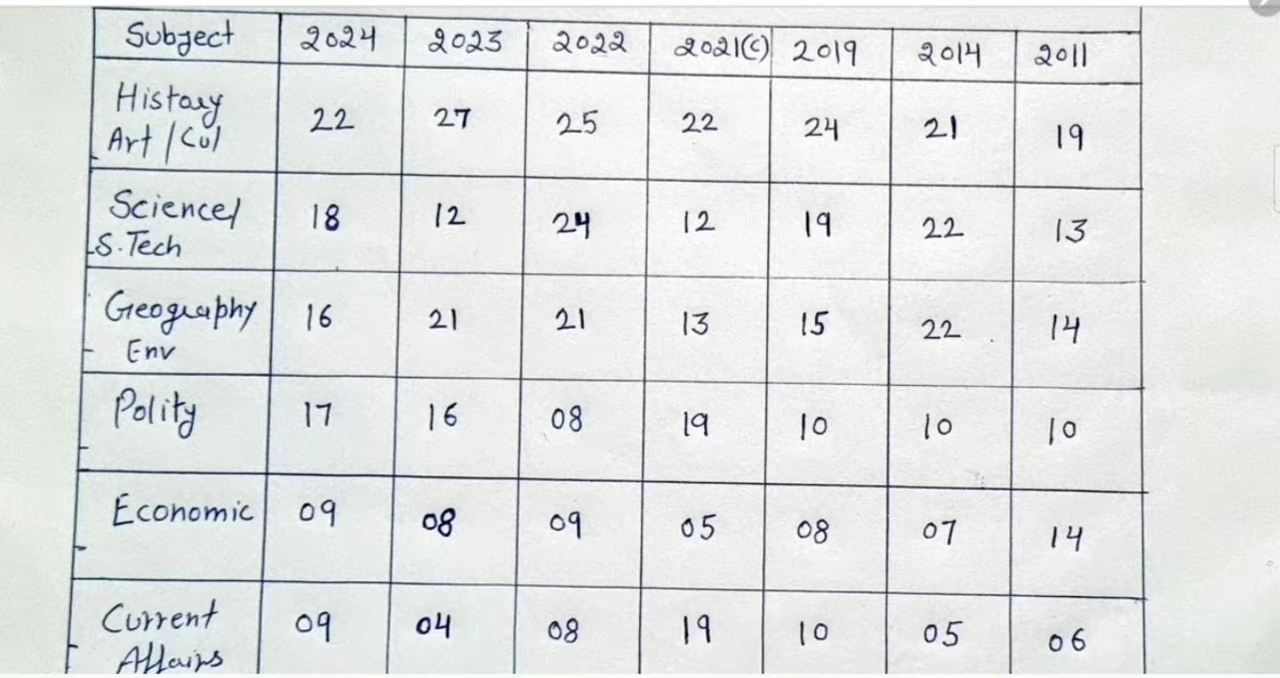 Subject 2024 2023 2022 2021(C) 2019 2014 2011
History
Art / Cul 22 27 25 22 24 21 19
Science/
S.Tech 18 12 24 12 19 22 13
Geography
Env 16 21 21 13 15 22 14
Polity 17 16 08 19 10 10 10
Economic 09 08 09 05 08 07 14
Current
Affairs 09 04 08 19 10 05 06